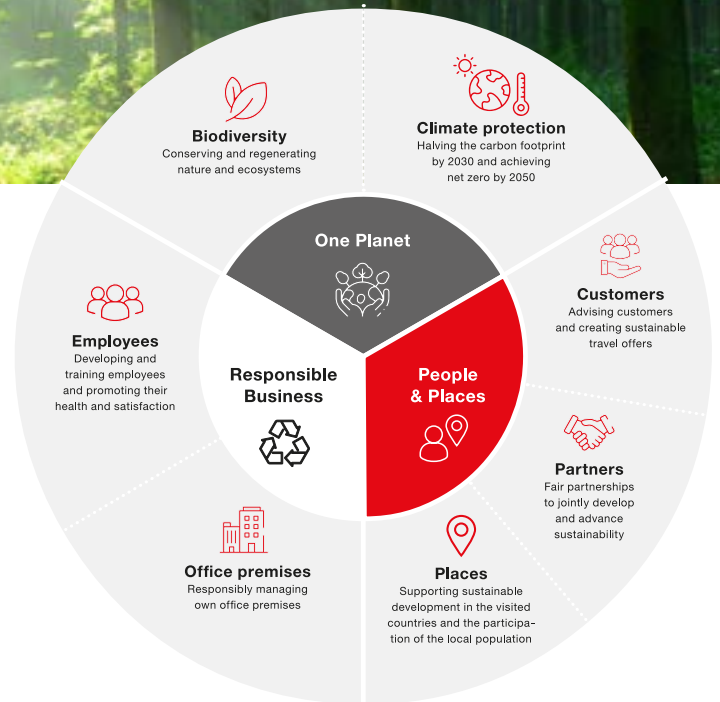 Biodiversity
Conserving and regenerating
nature and ecosystems
Climate protection
Halving the carbon footprint
by 2030 and achieving
net zero by 2050
One Planet
Customers
Advising customers
and creating sustainable
travel offers
Employees
Developing and
training employees
and promoting their
health and satisfaction
Responsible
Business
People
& Places
Partners
Fair partnerships
to jointly develop
and advance
sustainability
Office premises
Responsibly managing
own office premises
Places
Supporting sustainable
development in the visited
countries and the participa-
tion of the local population